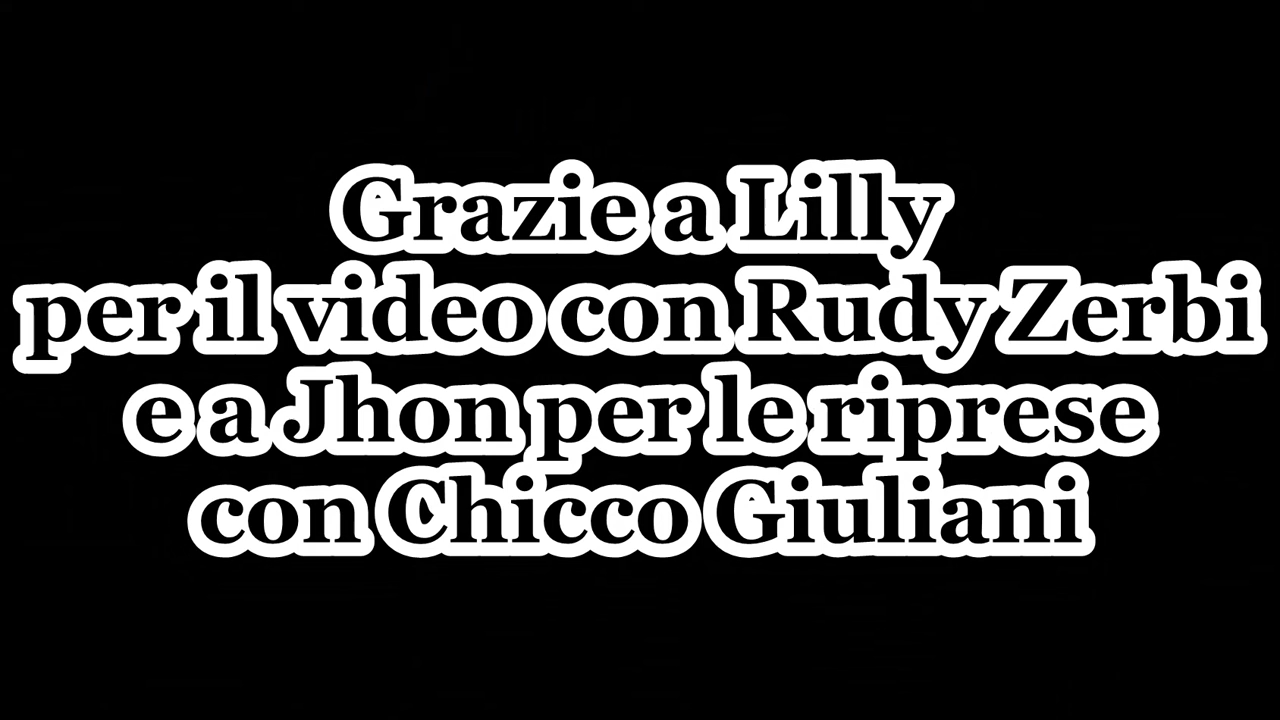 Grazie a Lilly
per il video con Rudy Zerbi
e a Jhon per le riprese
con Chicco Giuliani